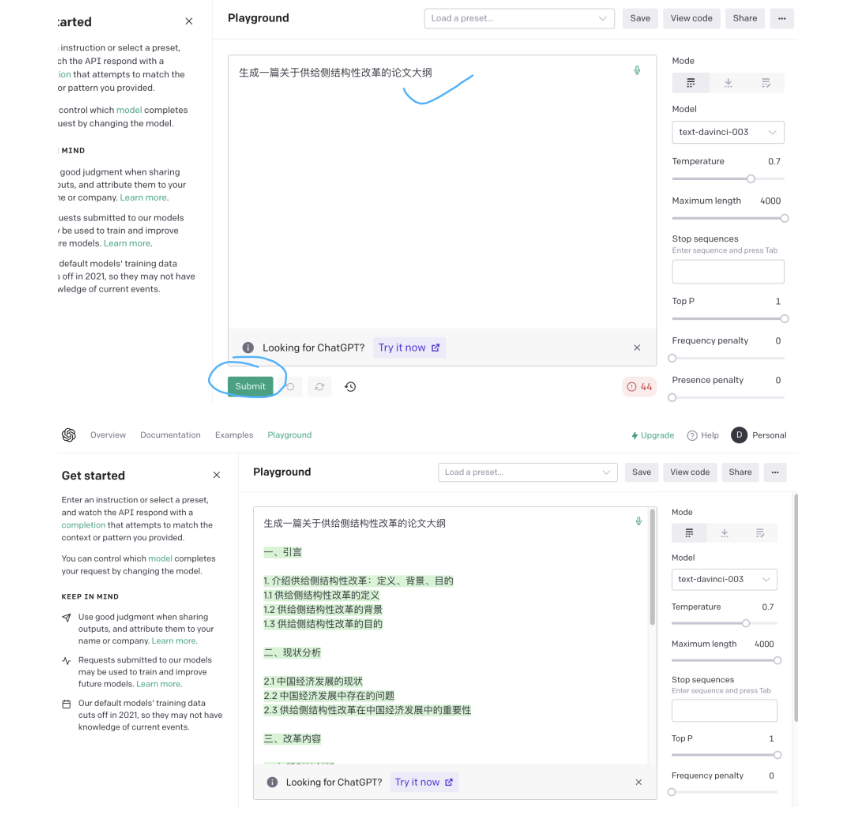 arted
Playground
Load a preset...
Save
View code
Share
instruction or select a preset,
ch the API respond with a
ion that attempts to match the
or pattern you provided.
control which model completes
uest by changing the model.
MIND
good judgment when sharing
outs, and attribute them to your
ne or company. Learn more.
uests submitted to our models
be used to train and improve
re models. Learn more.
default models' training data
off in 2021, so they may not have
wledge of current events.
生成一篇关于供给侧结构性改革的论文大纲
Looking for ChatGPT? Try it now
Submit
44
Mode
Model
text-davinci-003
Temperature 0.7
Maximum length 4000
Stop sequences
Enter sequence and press Tab
Top P 1
Frequency penalty 0
Presence penalty 0
Overview Documentation Examples Playground
Upgrade Help D Personal
Get started
Playground
Load a preset...
Save
View code
Share
Enter an instruction or select a preset,
and watch the API respond with a
completion that attempts to match the
context or pattern you provided.
You can control which model completes
your request by changing the model.
KEEP IN MIND
Use good judgment when sharing
outputs, and attribute them to your
name or company. Learn more.
Requests submitted to our models
may be used to train and improve
future models. Learn more.
Our default models' training data
cuts off in 2021, so they may not have
knowledge of current events.
生成一篇关于供给侧结构性改革的论文大纲
一、引言
1. 介绍供给侧结构性改革：定义、背景、目的
1.1 供给侧结构性改革的定义
1.2 供给侧结构性改革的背景
1.3 供给侧结构性改革的目的
二、现状分析
2.1 中国经济发展的现状
2.2 中国经济发展中存在的问题
2.3 供给侧结构性改革在中国经济发展中的重要性
三、改革内容
Looking for ChatGPT? Try it now
Mode
Model
text-davinci-003
Temperature 0.7
Maximum length 4000
Stop sequences
Enter sequence and press Tab
Top P 1
Frequency penalty 0